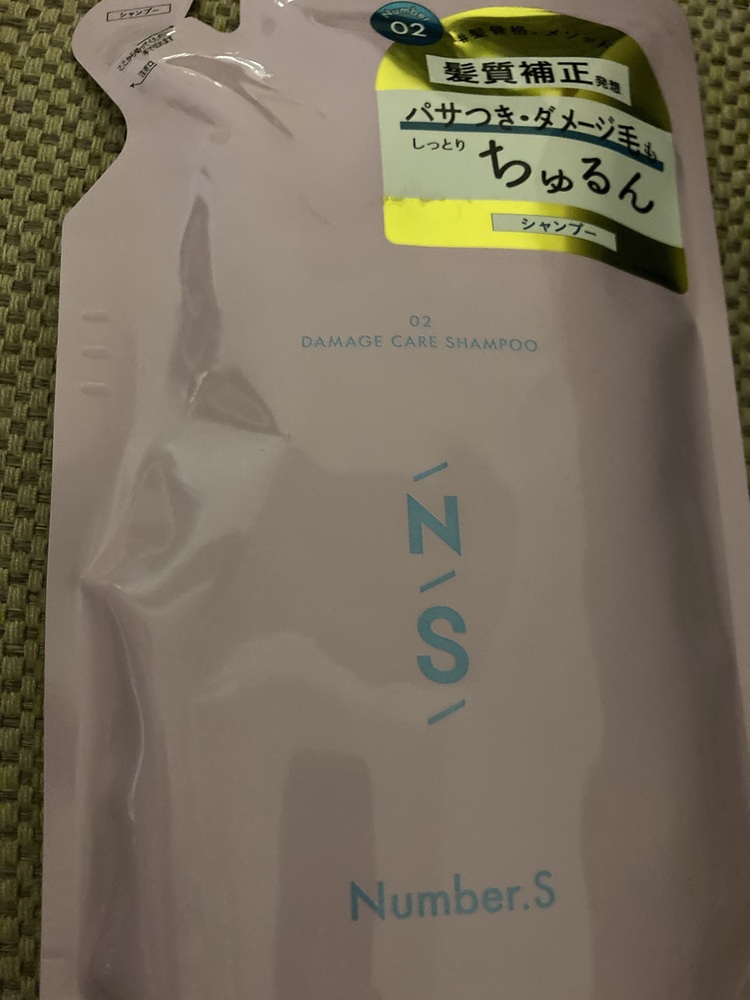 シャンプー
Number
02
髪質補正発想
パサつき・ダメージ毛も
しっとり
ちゅるん
シャンプー
02
DAMAGE CARE SHAMPOO
N
S
Number.S